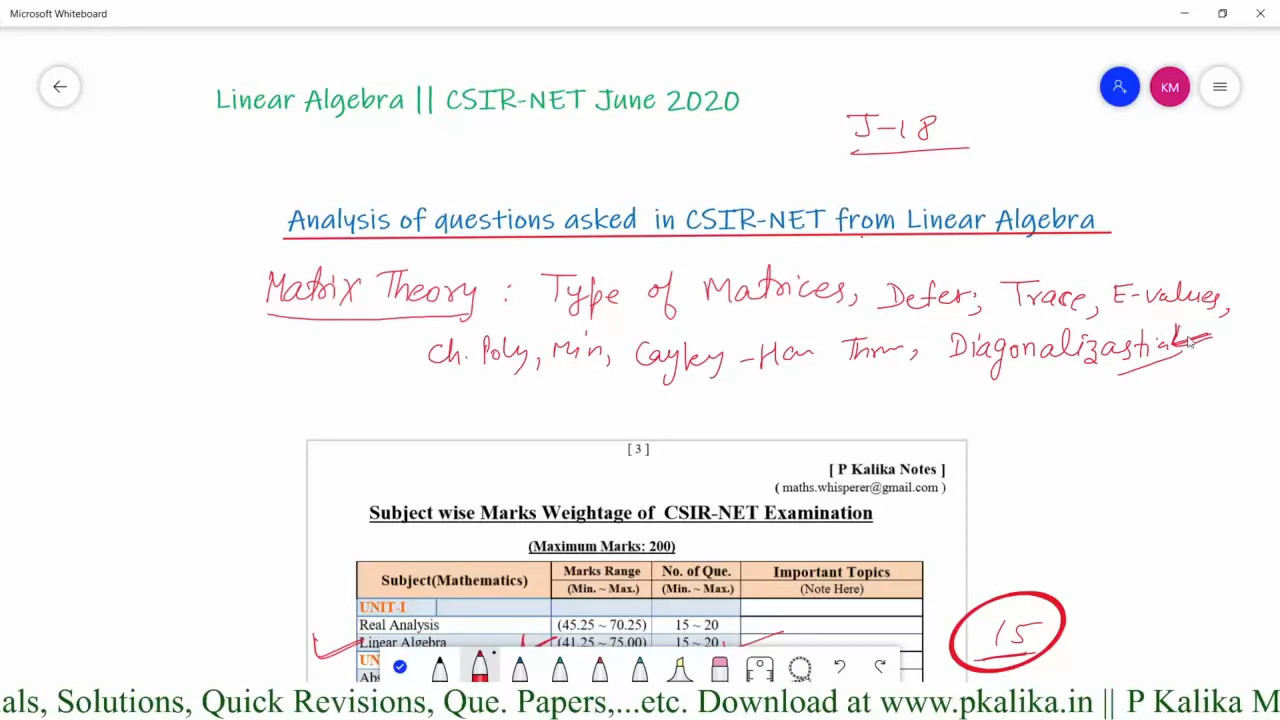 Microsoft Whiteboard
KM
Linear Algebra || CSIR-NET June 2020
J-18
Analysis of questions asked in CSIR-NET from Linear Algebra
Matrix Theory : Type of Matrices, Deter; Trace, E-values,
Ch. Poly, Min, Cayley-Ham Thm, Diagonalization
[ 3 ]
[ P Kalika Notes ]
( maths.whisperer@gmail.com )
Subject wise Marks Weightage of CSIR-NET Examination
(Maximum Marks: 200)
Subject(Mathematics) Marks Range No. of Que. Important Topics
(Min. ~ Max.) (Min. ~ Max.) (Note Here)
UNIT-I
Real Analysis (45.25 ~ 70.25) 15 ~ 20
Linear Algebra (41.25 ~ 75.00) 15 ~ 20
15
UN
Abs
als, Solutions, Quick Revisions, Que. Papers,...etc. Download at www.pkalika.in || P Kalika M